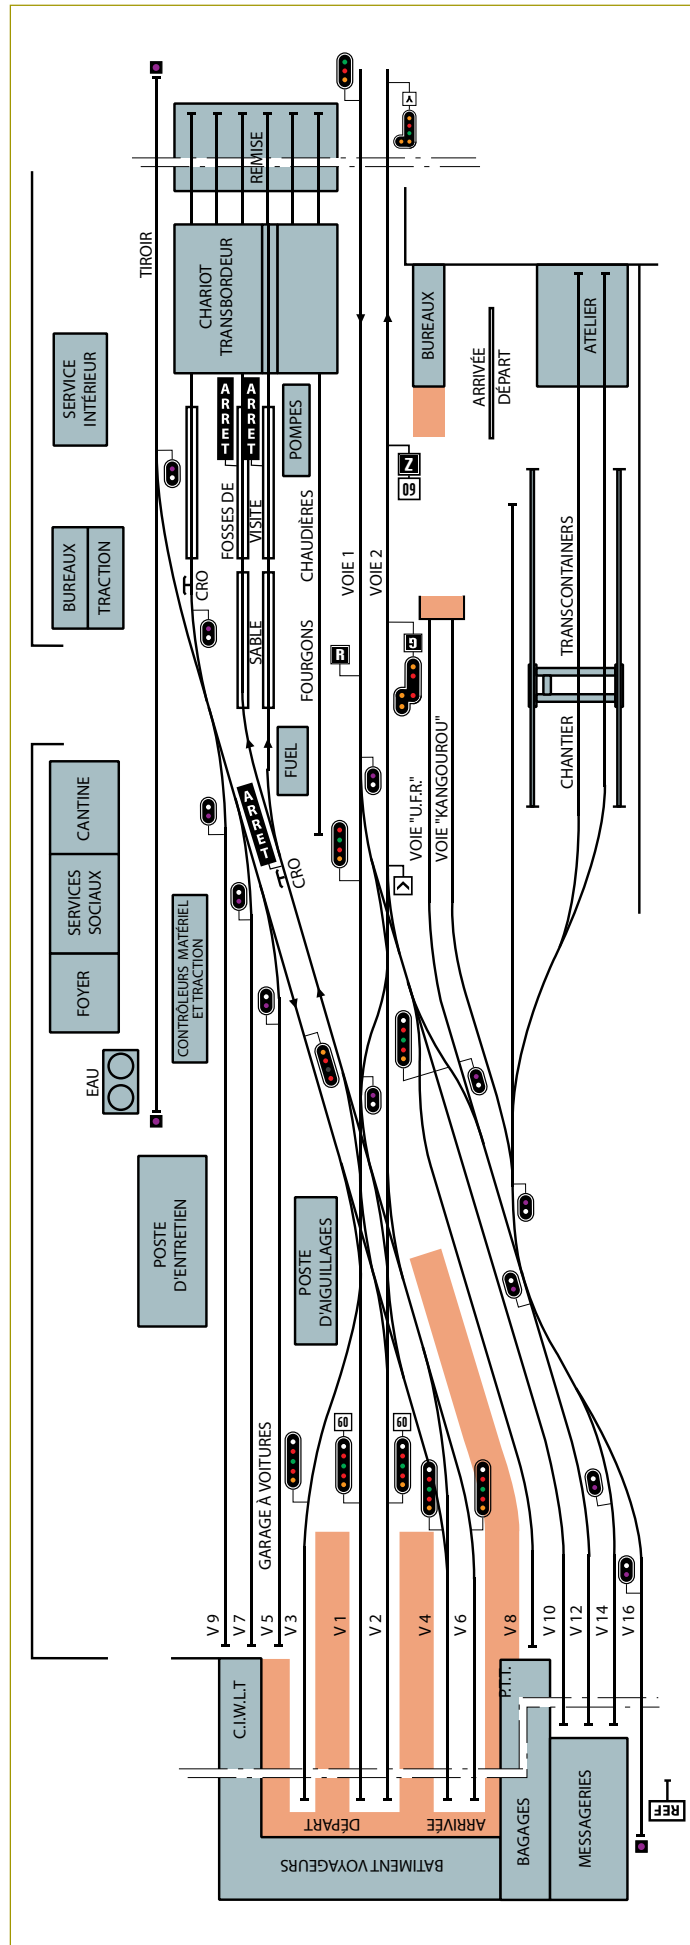 REMISE
TIROIR
CHARIOT
TRANSBORDEUR
SERVICE
INTÉRIEUR
BUREAUX
TRACTION
ARRET
ARRET
POMPES
FOSSES DE
VISITE
CRO
SABLE
FOURGONS
CHAUDIÈRES
VOIE 1
VOIE 2
Y
BUREAUX
ARRIVÉE
DÉPART
ATELIER
Z
60
R
G
CHANTIER
TRANSCONTAINERS
VOIE "U.F.R."
VOIE "KANGOUROU"
FUEL
CANTINE
SERVICES
SOCIAUX
FOYER
ARRET
CRO
CONTRÔLEURS MATÉRIEL
ET TRACTION
EAU
POSTE
D'ENTRETIEN
POSTE
D'AIGUILLAGES
GARAGE À VOITURES
60
60
V 9
V 7
V 5
V 3
V 1
V 2
V 4
V 6
V 8
V 10
V 12
V 14
V 16
C.I.W.L.T
P.T.T.
DÉPART
ARRIVÉE
BATIMENT VOYAGEURS
BAGAGES
MESSAGERIES
REF